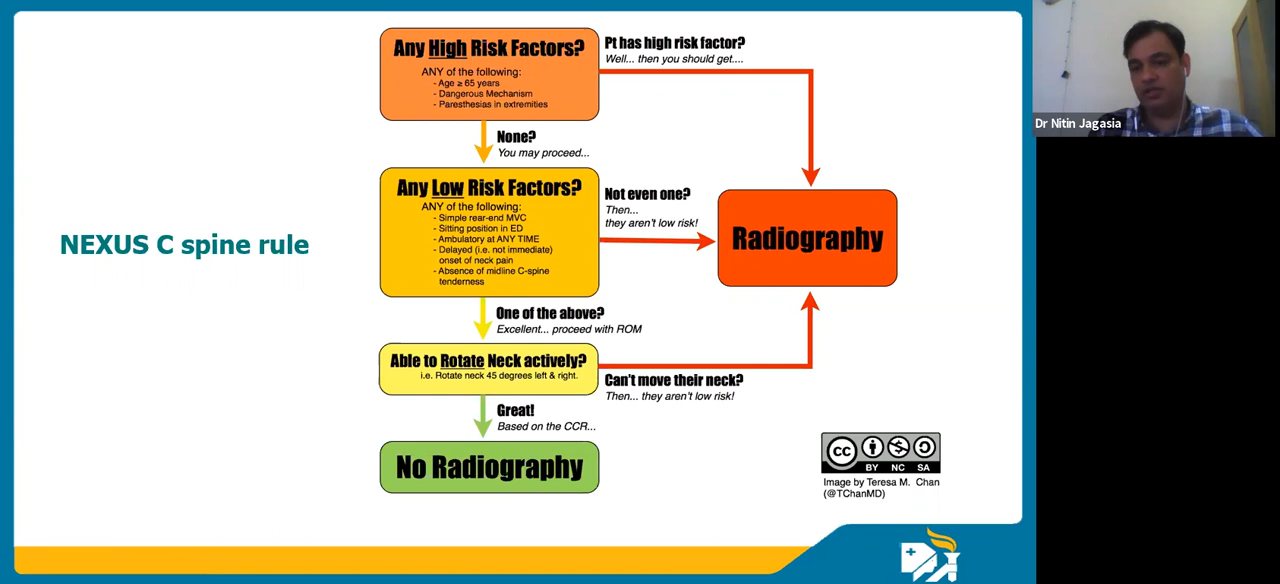 NEXUS C spine rule
Any High Risk Factors?
ANY of the following:
- Age ≥ 65 years
- Dangerous Mechanism
- Paresthesias in extremities
Pt has high risk factor?
Well... then you should get....
None?
You may proceed...
Any Low Risk Factors?
ANY of the following:
- Simple rear-end MVC
- Sitting position in ED
- Ambulatory at ANY TIME
- Delayed (i.e. not immediate)
onset of neck pain
- Absence of midline C-spine
tenderness
Not even one?
Then...
they aren't low risk!
Radiography
One of the above?
Excellent... proceed with ROM
Able to Rotate Neck actively?
i.e. Rotate neck 45 degrees left & right.
Can't move their neck?
Then... they aren't low risk!
Great!
Based on the CCR...
No Radiography
cc
BY NC SA
Image by Teresa M. Chan
(@TChanMD)
Dr Nitin Jagasia